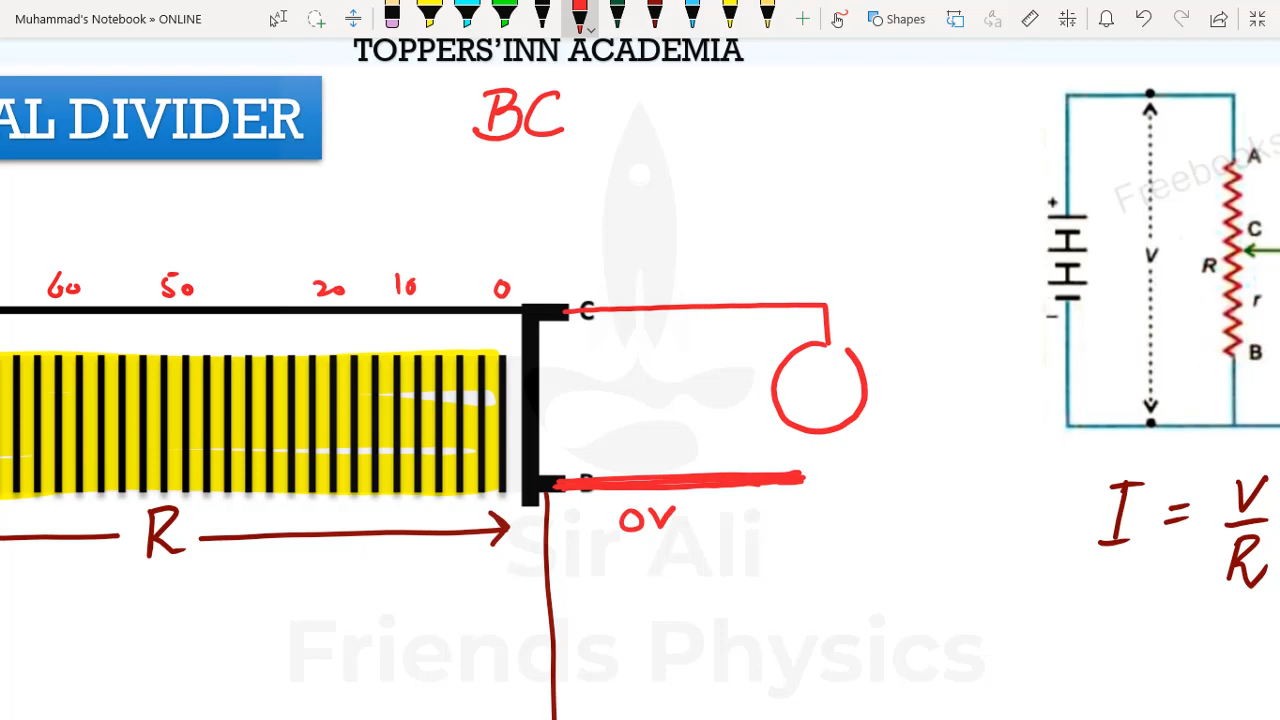 Muhammad's Notebook » ONLINE
Shapes
TOPPERS'INN ACADEMIA
AL DIVIDER
BC
60 50 20 10 0
C
B
0V
R
Sir Ali
Friends Physics
Freebooks
A
+
C
V
R
r
−
B
I = V/R